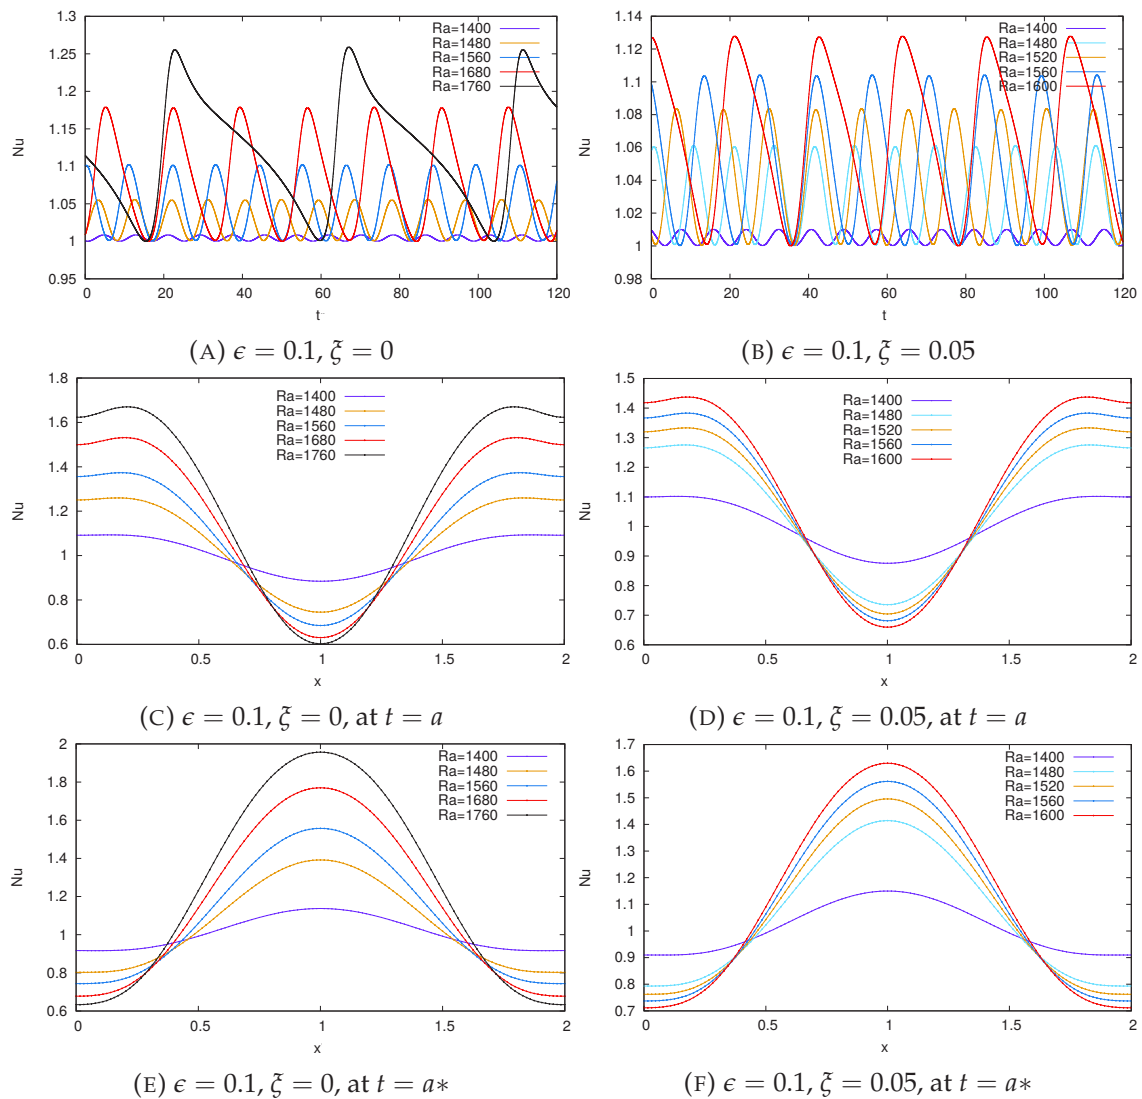 1.3
1.25
1.2
1.15
1.1
1.05
1
0.95
Nu
0 20 40 60 80 100 120
t
Ra=1400
Ra=1480
Ra=1560
Ra=1680
Ra=1760
(A) ϵ = 0.1, ξ = 0
1.14
1.12
1.1
1.08
1.06
1.04
1.02
1
0.98
Nu
0 20 40 60 80 100 120
t
Ra=1400
Ra=1480
Ra=1520
Ra=1560
Ra=1600
(B) ϵ = 0.1, ξ = 0.05
1.8
1.6
1.4
1.2
1
0.8
0.6
Nu
0 0.5 1 1.5 2
x
Ra=1400
Ra=1480
Ra=1560
Ra=1680
Ra=1760
(C) ϵ = 0.1, ξ = 0, at t = a
1.5
1.4
1.3
1.2
1.1
1
0.9
0.8
0.7
0.6
Nu
0 0.5 1 1.5 2
x
Ra=1400
Ra=1480
Ra=1520
Ra=1560
Ra=1600
(D) ϵ = 0.1, ξ = 0.05, at t = a
2
1.8
1.6
1.4
1.2
1
0.8
0.6
Nu
0 0.5 1 1.5 2
x
Ra=1400
Ra=1480
Ra=1560
Ra=1680
Ra=1760
(E) ϵ = 0.1, ξ = 0, at t = a∗
1.7
1.6
1.5
1.4
1.3
1.2
1.1
1
0.9
0.8
0.7
Nu
0 0.5 1 1.5 2
x
Ra=1400
Ra=1480
Ra=1520
Ra=1560
Ra=1600
(F) ϵ = 0.1, ξ = 0.05, at t = a∗